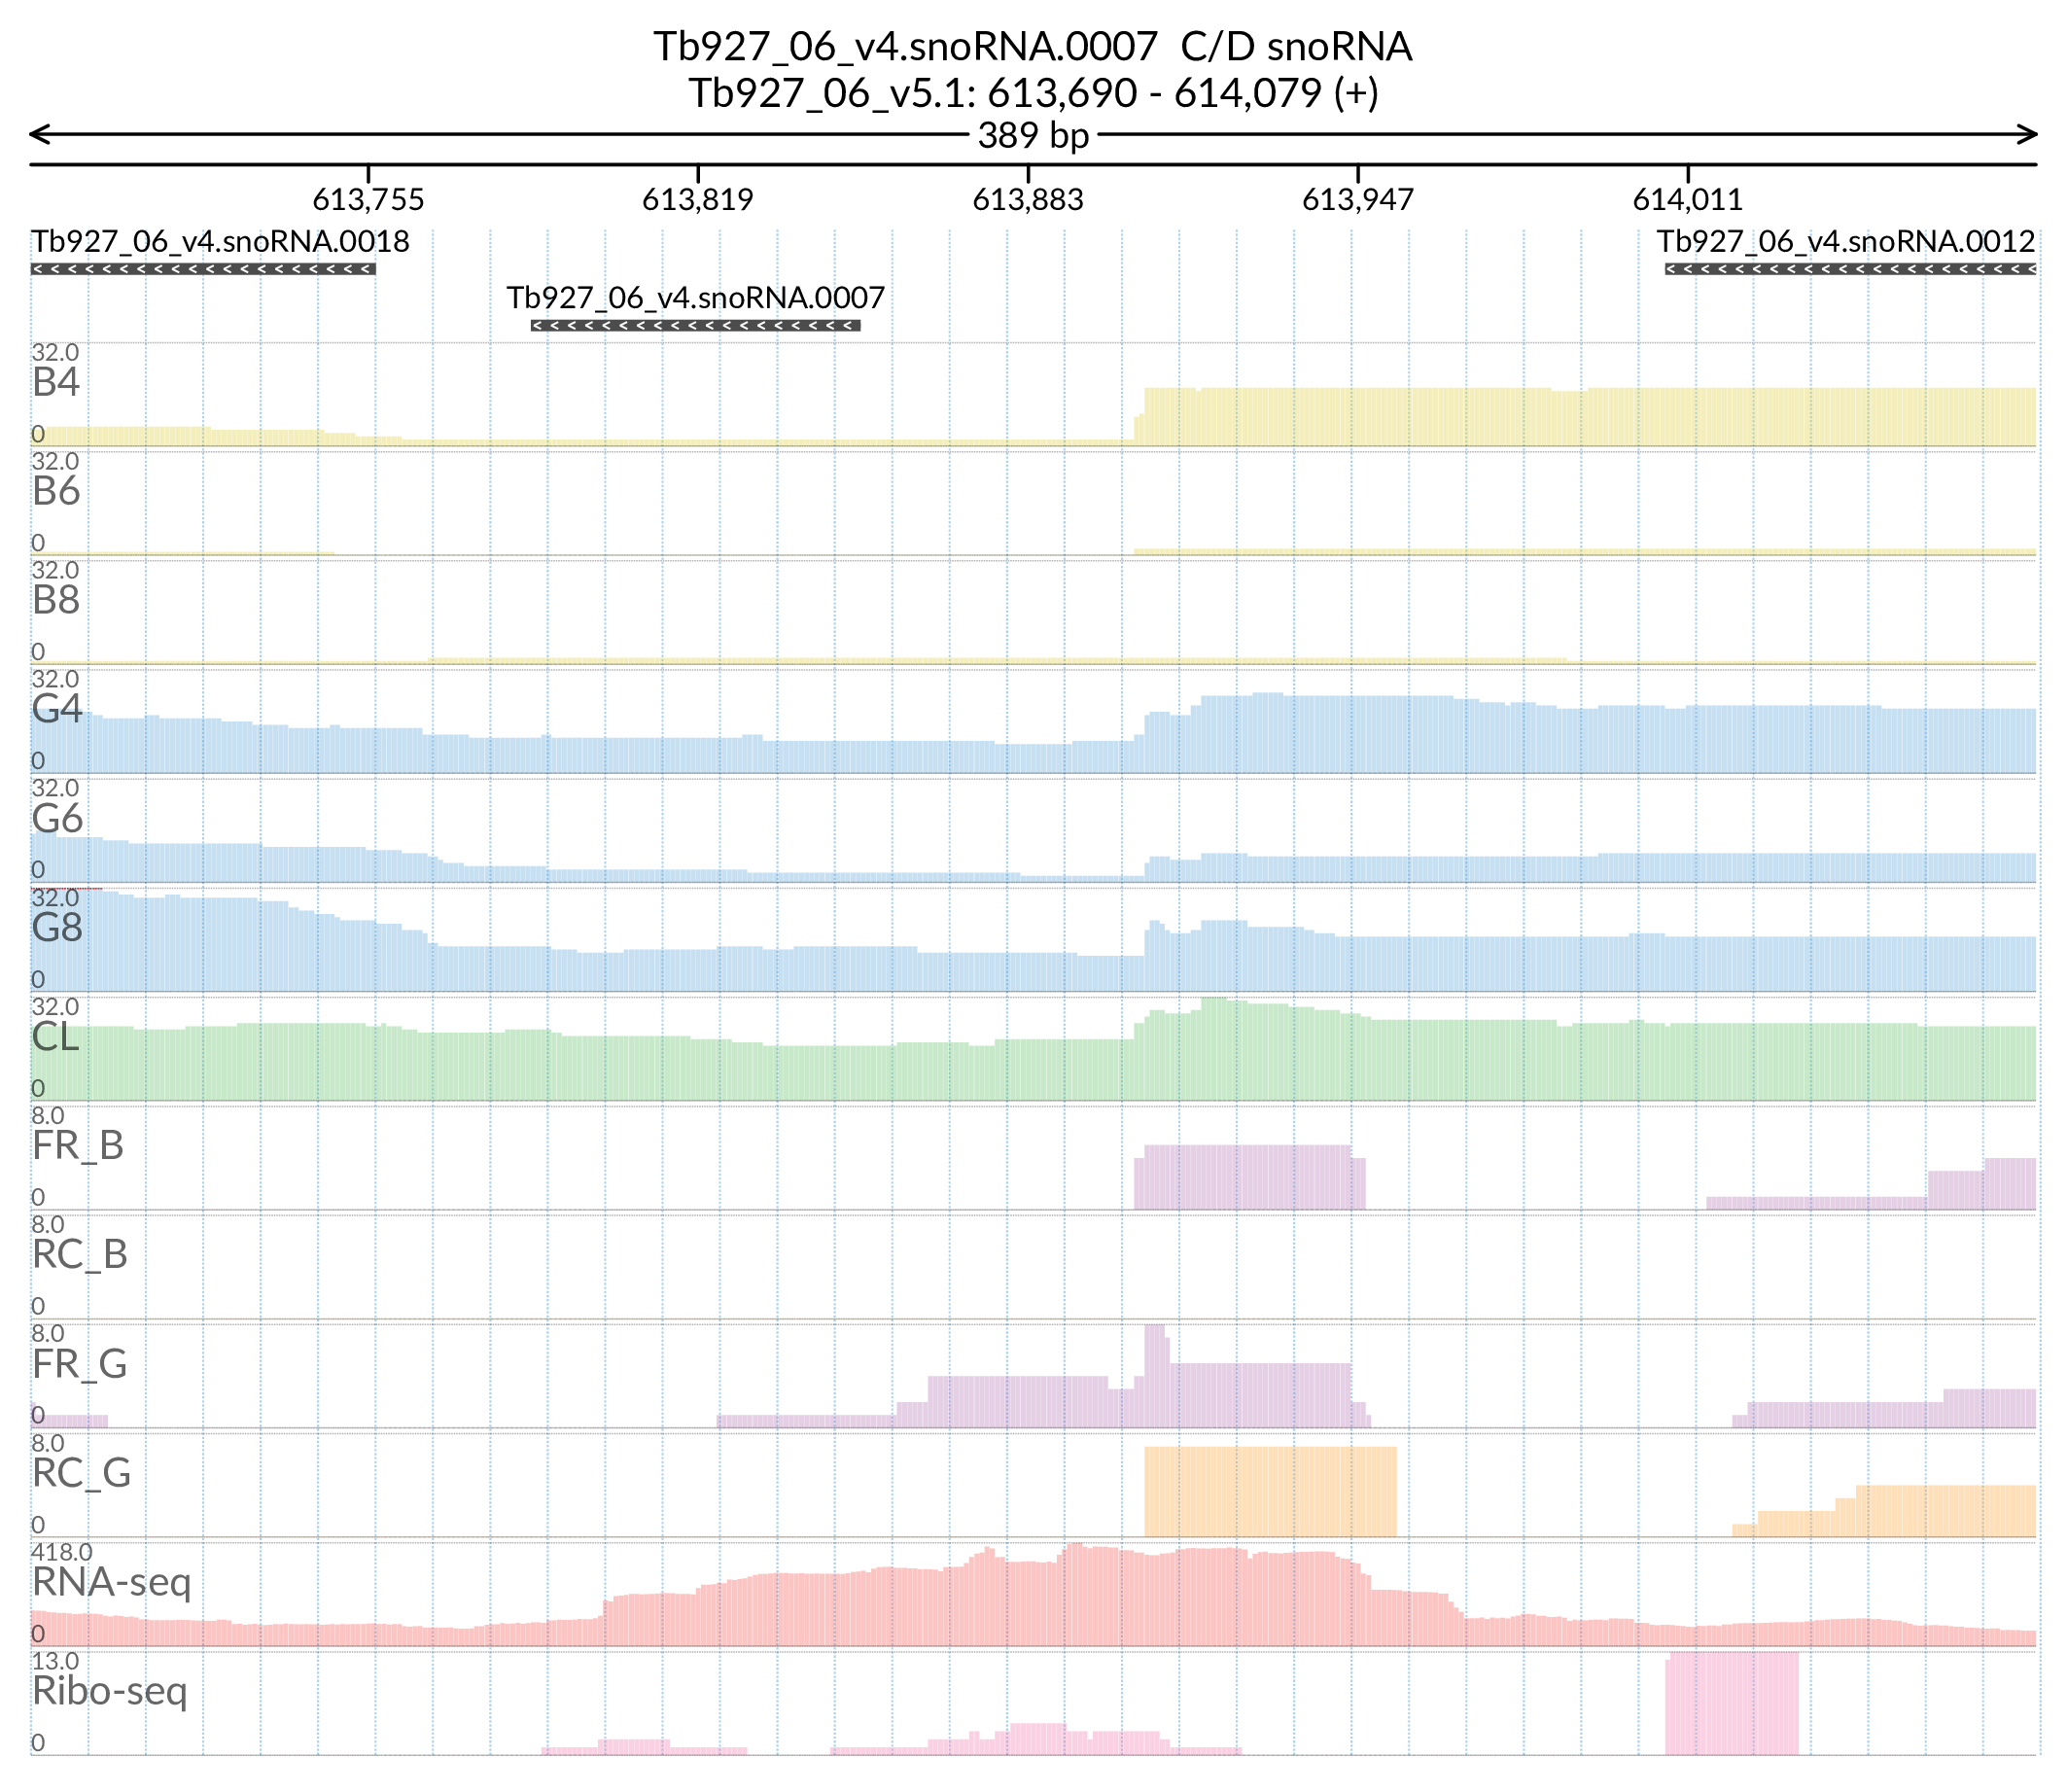 Tb927_06_v4.snoRNA.0007 C/D snoRNA
Tb927_06_v5.1: 613,690 - 614,079 (+)
389 bp
613,755 613,819 613,883 613,947 614,011
Tb927_06_v4.snoRNA.0018 Tb927_06_v4.snoRNA.0012
Tb927_06_v4.snoRNA.0007
32.0
B4
0
32.0
B6
0
32.0
B8
0
32.0
G4
0
32.0
G6
0
32.0
G8
0
32.0
CL
0
8.0
FR_B
0
8.0
RC_B
0
8.0
FR_G
0
8.0
RC_G
0
418.0
RNA-seq
0
13.0
Ribo-seq
0